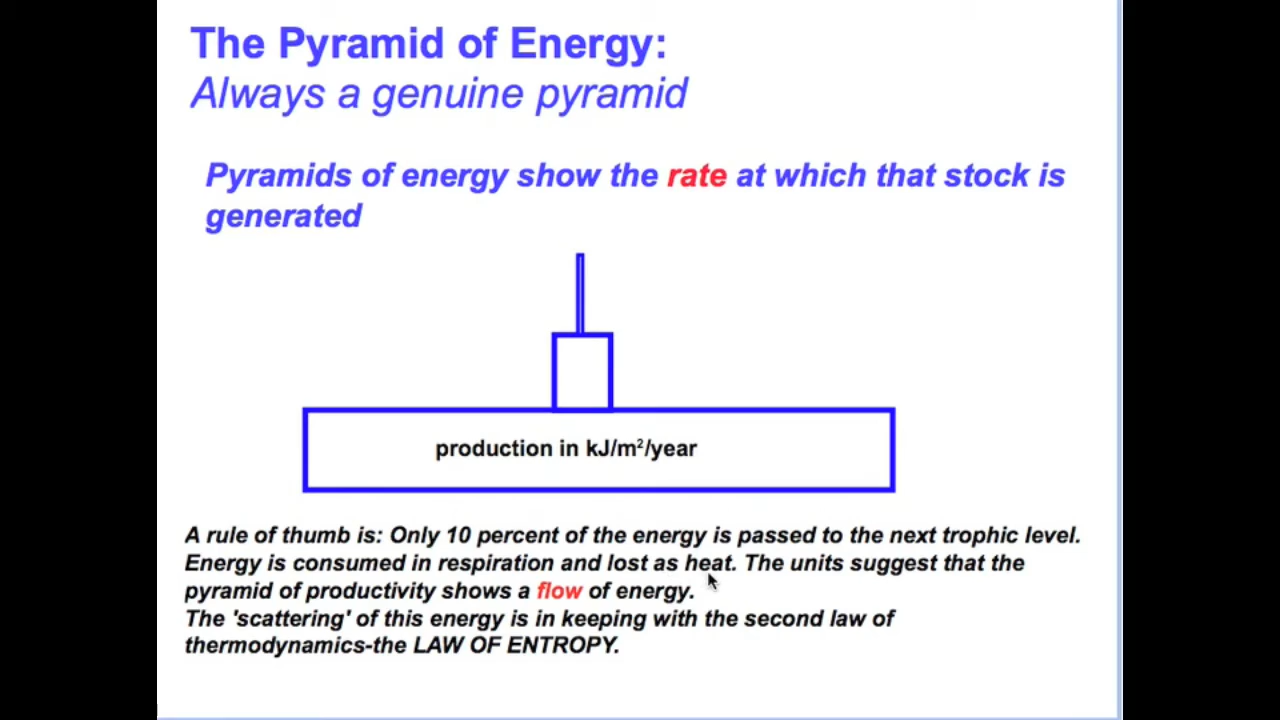 The Pyramid of Energy:
Always a genuine pyramid
Pyramids of energy show the rate at which that stock is
generated
production in kJ/m²/year
A rule of thumb is: Only 10 percent of the energy is passed to the next trophic level.
Energy is consumed in respiration and lost as heat. The units suggest that the
pyramid of productivity shows a flow of energy.
The 'scattering' of this energy is in keeping with the second law of
thermodynamics-the LAW OF ENTROPY.